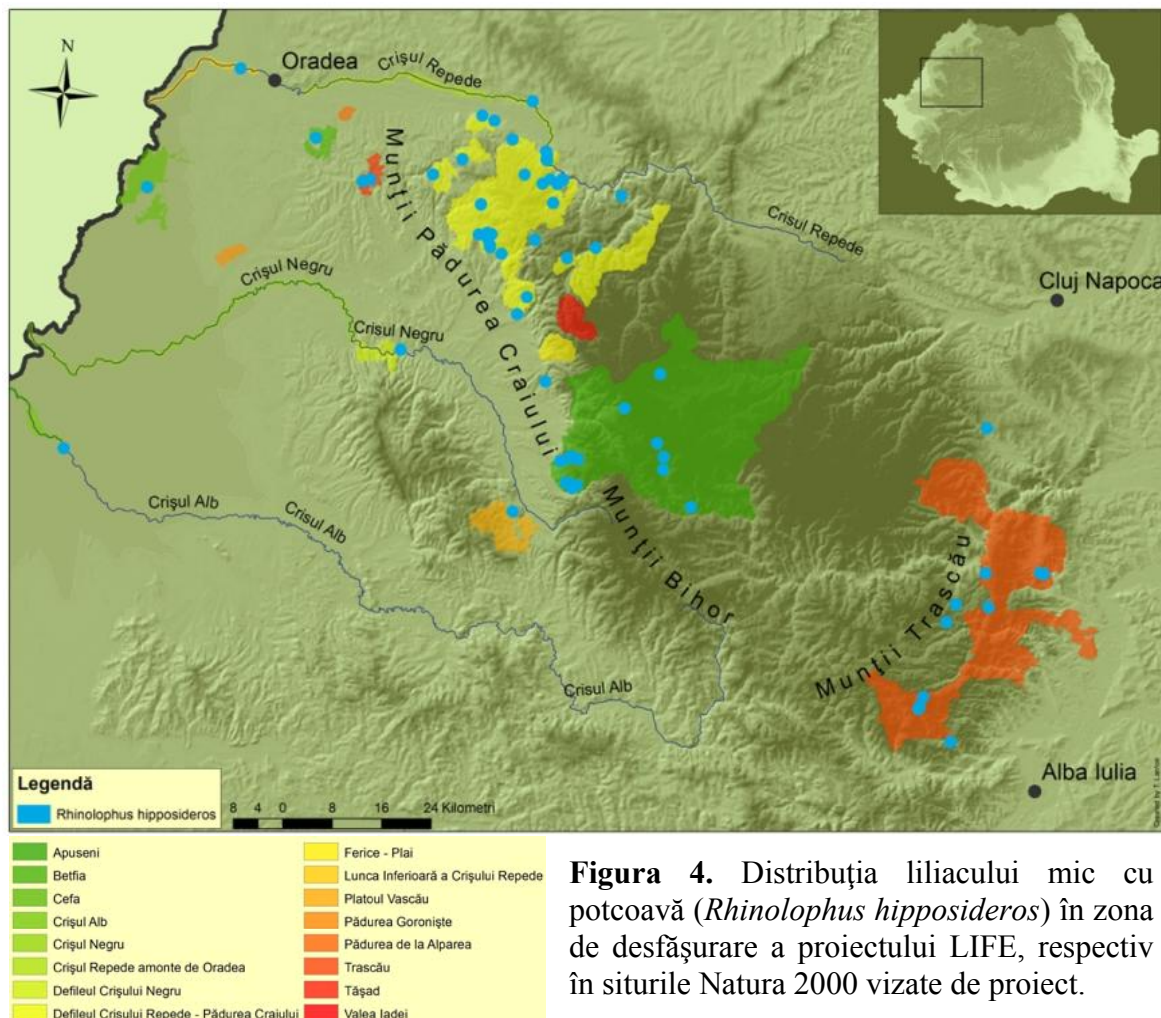 N
Oradea
Crişul Repede
Munţii Pădurea Craiului
Crisul Repede
Cluj Napoca
Crişul Negru
Crisul Negru
Crişul Alb
Crisul Alb
Munţii Bihor
Munţii Trascău
Crisul Alb
Alba Iulia
Legendă
Rhinolophus hipposideros
8 4 0 8 16 24 Kilometri
Apuseni
Betfia
Cefa
Crişul Alb
Crişul Negru
Crişul Repede amonte de Oradea
Defileul Crişului Negru
Defileul Crisului Repede - Pădurea Craiului
Ferice - Plai
Lunca Inferioară a Crişului Repede
Platoul Vascău
Pădurea Goronişte
Pădurea de la Alparea
Trascău
Tăşad
Valea Iadei
Figura 4. Distribuţia liliacului mic cu
potcoavă (Rhinolophus hipposideros) în zona
de desfăşurare a proiectului LIFE, respectiv
în siturile Natura 2000 vizate de proiect.